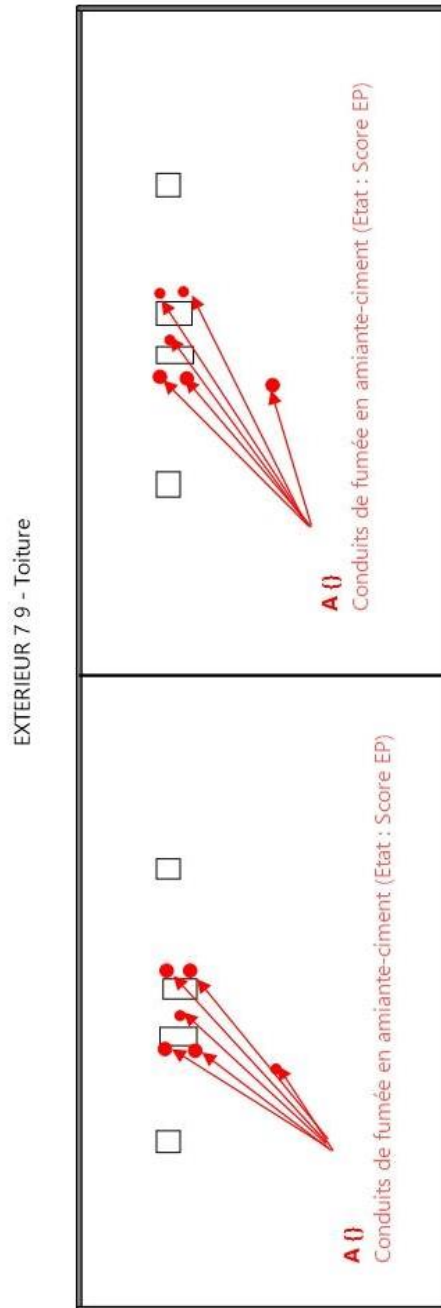 EXTERIEUR 7 9 - Toiture
A {}
Conduits de fumée en amiante-ciment (Etat : Score EP)
A {}
Conduits de fumée en amiante-ciment (Etat : Score EP)